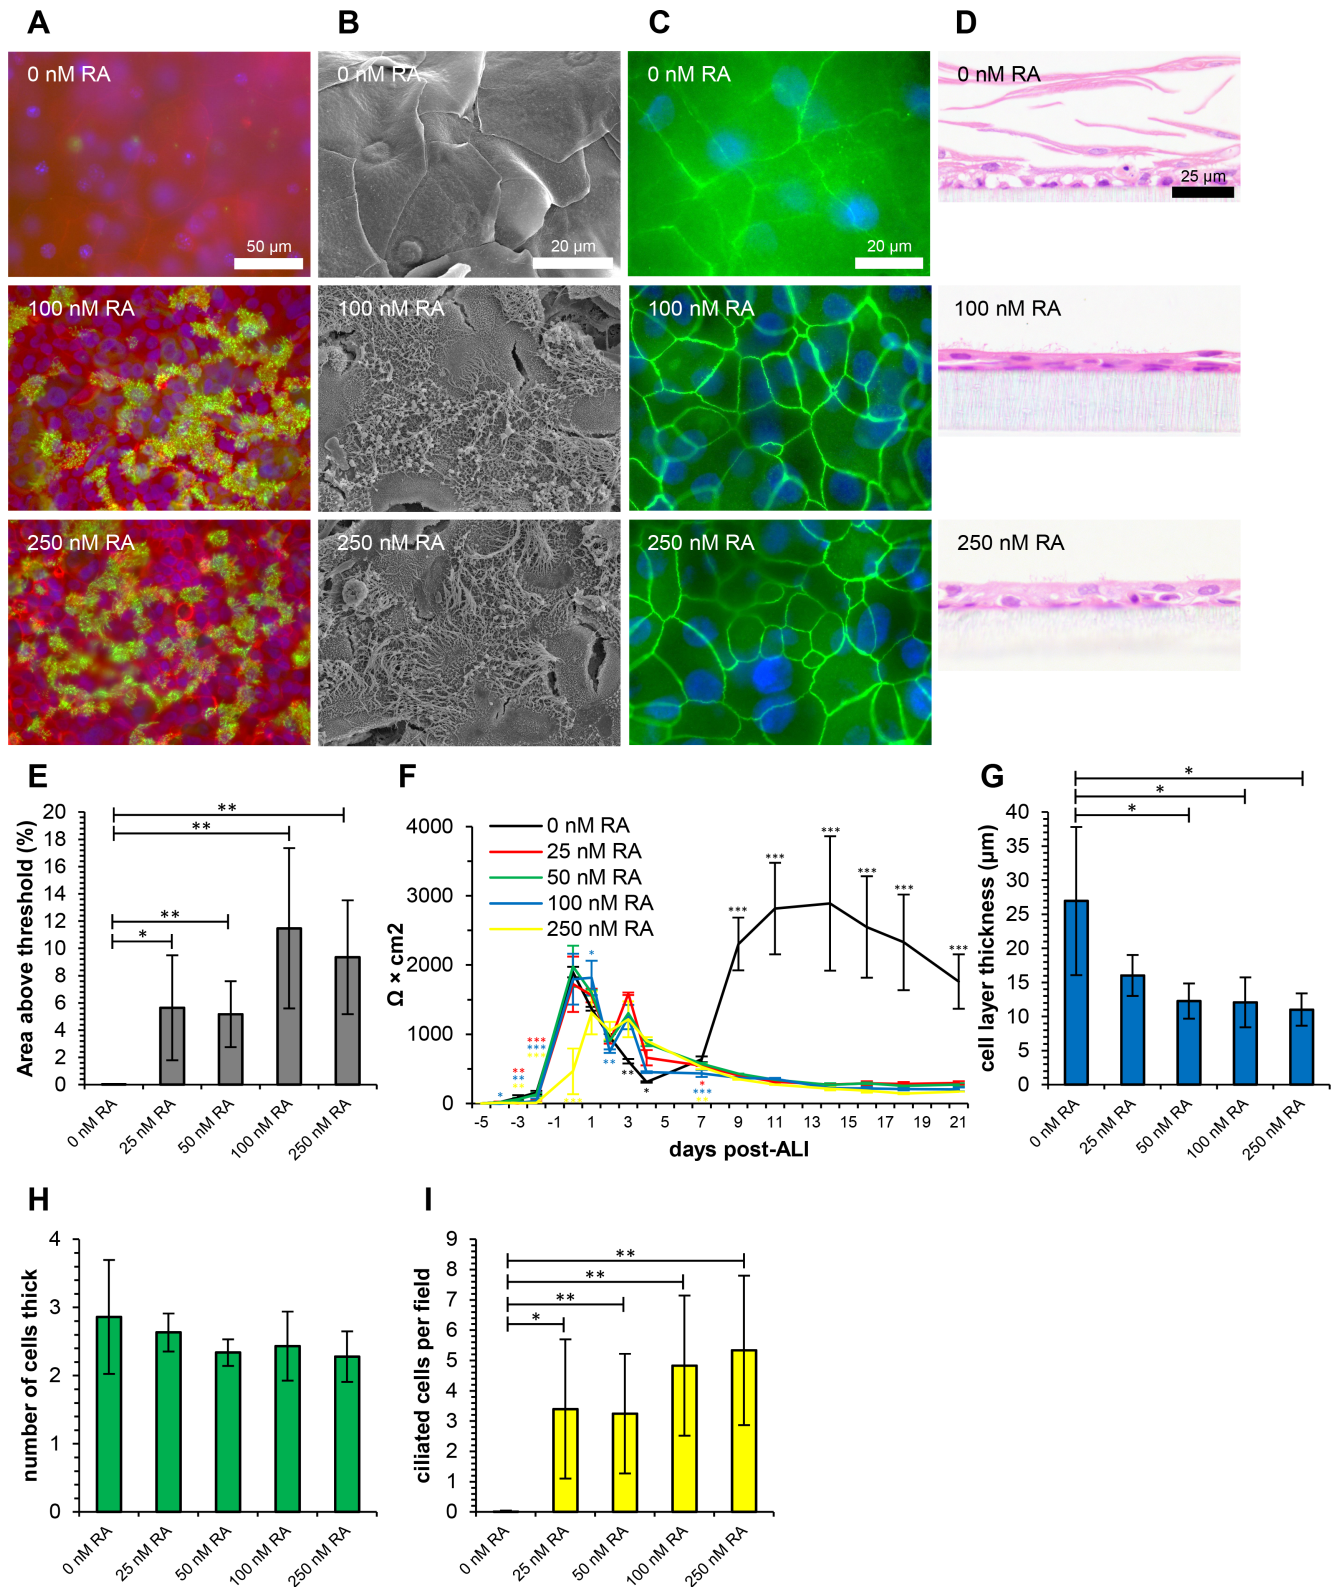 A
B
C
D
0 nM RA
0 nM RA
0 nM RA
0 nM RA
50 µm
20 µm
20 µm
25 µm
100 nM RA
100 nM RA
100 nM RA
100 nM RA
250 nM RA
250 nM RA
250 nM RA
250 nM RA
E
Area above threshold (%)
20
18
16
14
12
10
8
6
4
2
0
**
**
**
*
0 nM RA
25 nM RA
50 nM RA
100 nM RA
250 nM RA
F
Ω × cm2
4000
3000
2000
1000
0
0 nM RA
25 nM RA
50 nM RA
100 nM RA
250 nM RA
***
***
***
***
***
***
*
***
***
***
**
**
**
*
***
**
**
*
*
***
**
-5
-3
-1
1
3
5
7
9
11
13
15
17
19
21
days post-ALI
G
cell layer thickness (µm)
40
35
30
25
20
15
10
5
0
*
*
*
0 nM RA
25 nM RA
50 nM RA
100 nM RA
250 nM RA
H
number of cells thick
4
3
2
1
0
0 nM RA
25 nM RA
50 nM RA
100 nM RA
250 nM RA
I
ciliated cells per field
9
8
7
6
5
4
3
2
1
0
**
**
**
*
0 nM RA
25 nM RA
50 nM RA
100 nM RA
250 nM RA